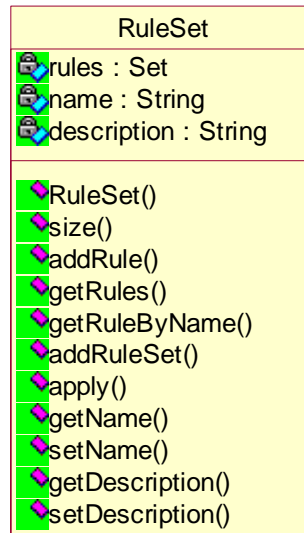 RuleSet
rules : Set
name : String
description : String
RuleSet()
size()
addRule()
getRules()
getRuleByName()
addRuleSet()
apply()
getName()
setName()
getDescription()
setDescription()